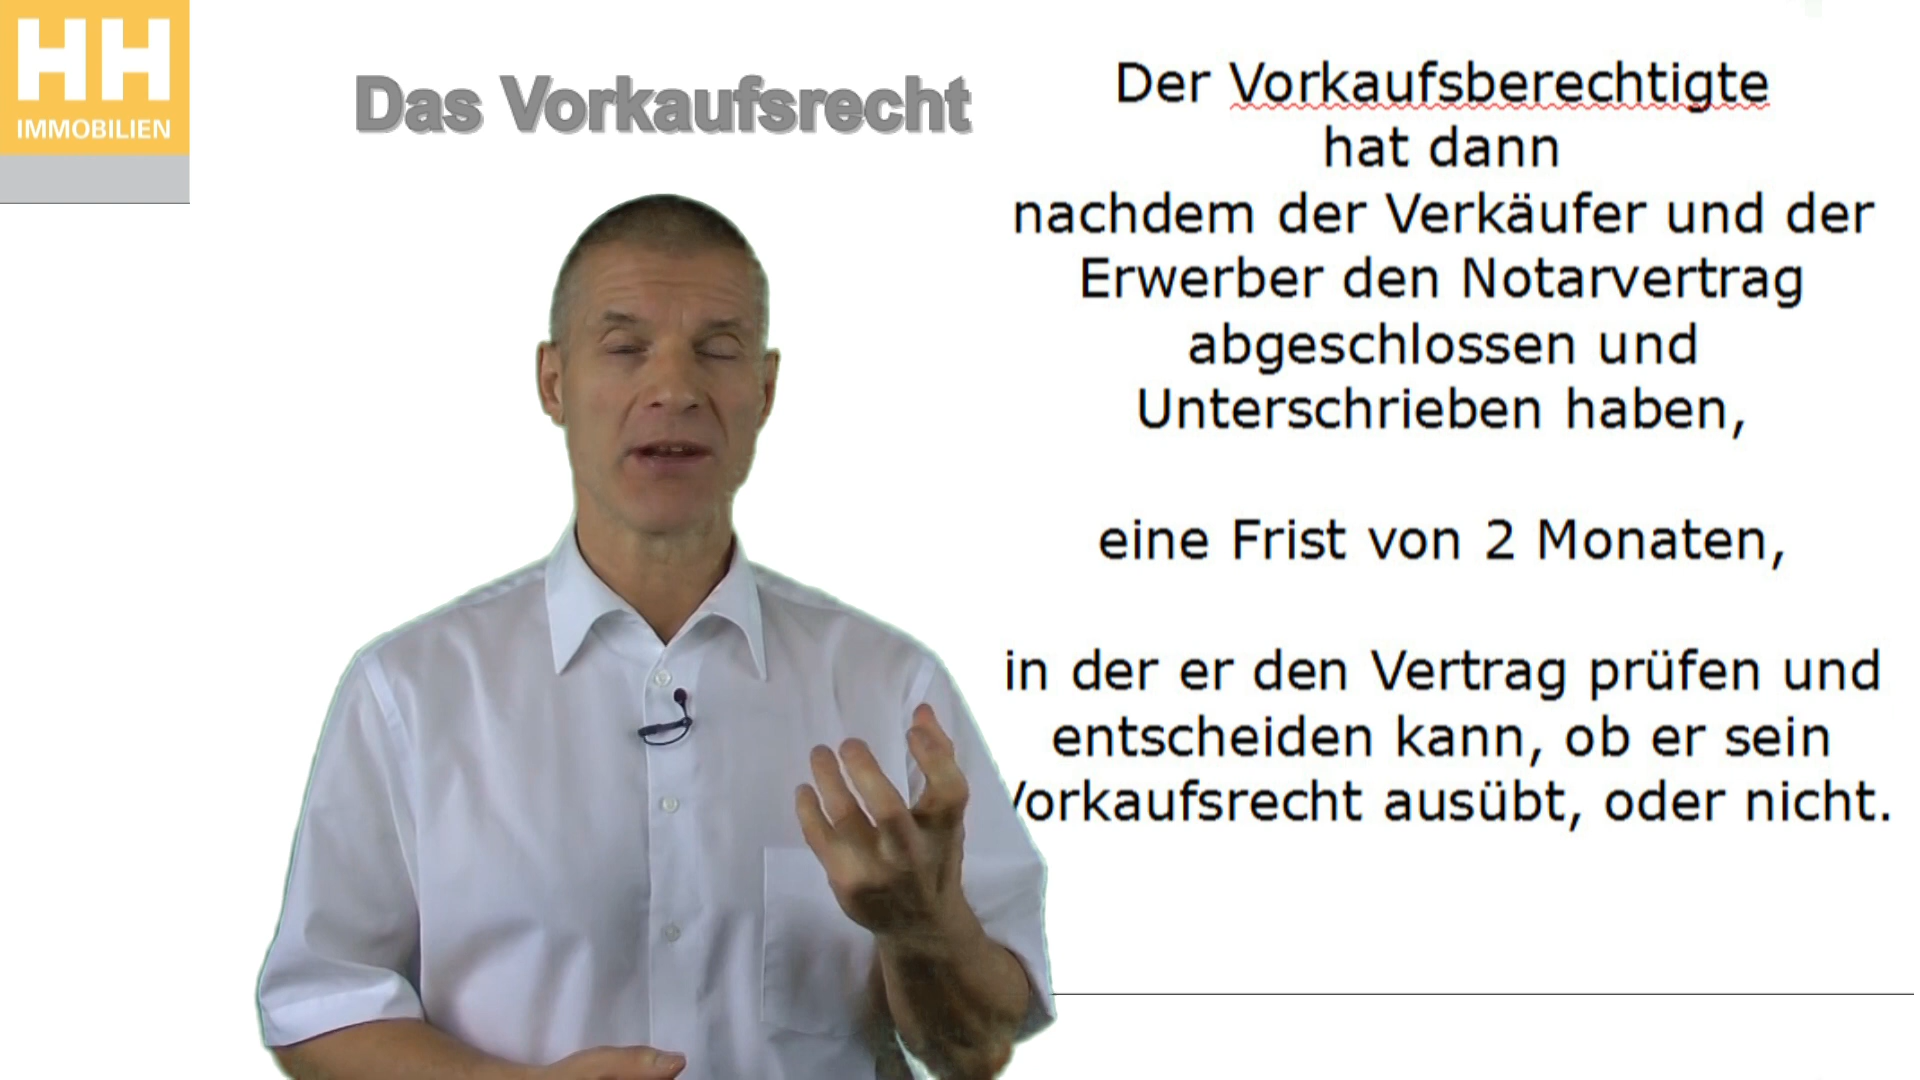 HH
IMMOBILIEN
Das Vorkaufsrecht
Der Vorkaufsberechtigte
hat dann
nachdem der Verkäufer und der
Erwerber den Notarvertrag
abgeschlossen und
Unterschrieben haben,
eine Frist von 2 Monaten,
in der er den Vertrag prüfen und
entscheiden kann, ob er sein
Vorkaufsrecht ausübt, oder nicht.